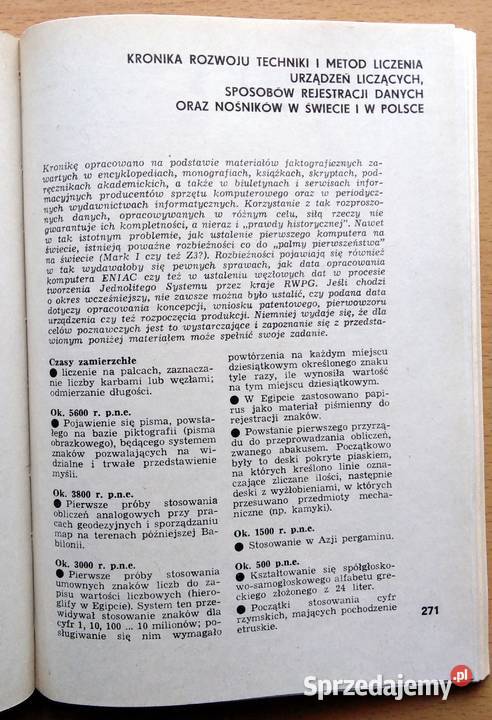 KRONIKA ROZWOJU TECHNIKI I METOD LICZENIA
URZĄDZEŃ LICZĄCYCH,
SPOSOBÓW REJESTRACJI DANYCH
ORAZ NOŚNIKÓW W ŚWIECIE I W POLSCE
Kronikę opracowano na podstawie materiałów faktograficznych za-
wartych w encyklopediach, monografiach, książkach, skryptach, pod-
ręcznikach akademickich, a także w biuletynach i serwisach infor-
macyjnych producentów sprzętu komputerowego oraz w periodycz-
nych wydawnictwach informatycznych. Korzystanie z tak rozproszo-
nych danych, opracowywanych w różnym celu, siłą rzeczy nie
gwarantuje ich kompletności, a nieraz i „prawdy historycznej". Nawet
w tak istotnym problemie, jak ustalenie pierwszego komputera na
świecie, istnieją poważne rozbieżności co do „palmy pierwszeństwa"
na świecie (Mark I czy też Z3?). Rozbieżności pojawiają się również
w tak wydawałoby się pewnych sprawach, jak data opracowania
komputera ENIAC czy też w ustaleniu węzłowych dat w procesie
tworzenia Jednolitego Systemu przez kraje RWPG. Jeśli chodzi
o okres wcześniejszy, nie zawsze można było ustalić, czy podana data
dotyczy opracowania koncepcji, wniosku patentowego, pierwowzoru
urządzenia czy też rozpoczęcia produkcji. Niemniej wydaje się, że dla
celów poznawczych jest to wystarczające i zapoznanie się z przedsta-
wionym poniżej materiałem może spełnić swoje zadanie.
Czasy zamierzchłe
● liczenie na palcach, zaznacza-
nie liczby karbami lub węzłami;
odmierzanie długości.
Ok. 5600 r. p.n.e.
● Pojawienie się pisma, powsta-
łego na bazie piktografii (pisma
obrazkowego), będącego systemem
znaków pozwalających na wi-
dzialne i trwałe przedstawienie
myśli.
Ok. 3800 r. p.n.e.
● Pierwsze próby stosowania
obliczeń analogowych przy pra-
cach geodezyjnych i sporządzaniu
map na terenach późniejszej Ba-
bilonii.
Ok. 3000 r. p.n.e.
● Pierwsze próby stosowania
umownych znaków liczb do zapi-
su wartości liczbowych (hiero-
glify w Egipcie). System ten prze-
widywał stosowanie znaków dla
cyfr 1, 10, 100 ... 10 milionów; po-
sługiwanie się nim wymagało
powtórzenia na każdym miejscu
dziesiątkowym określonego znaku
tyle razy, ile wynosiła wartość
na tym miejscu dziesiątkowym.
● W Egipcie zastosowano papi-
rus jako materiał piśmienny do
rejestracji znaków.
● Powstanie pierwszego przyrzą-
du do przeprowadzania obliczeń,
zwanego abakusem. Początkowo
były to deski pokryte piaskiem,
na których kreślono linie ozna-
czające zliczane ilości, następnie
deski z wyżłobieniami, w których
przesuwano przedmioty mecha-
niczne (np. kamyki).
Ok. 1500 r. p.n.e.
● Stosowanie w Azji pergaminu.
Ok. 500 p.n.e.
● Kształtowanie się spółgłosko-
wo-samogłoskowego alfabetu gre-
ckiego złożonego z 24 liter.
● Początki stosowania cyfr
rzymskich, mających pochodzenie
etruskie.
271
Sprzedajemy.pl